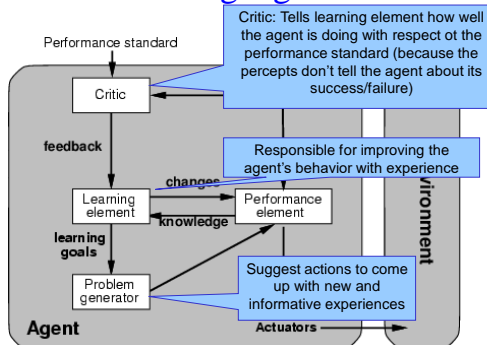 Critic: Tells learning element how well
the agent is doing with respect ot the
performance standard (because the
percepts don't tell the agent about its
success/failure)
Performance standard
Critic
feedback
Responsible for improving the
agent's behavior with experience
changes
Learning
element
Performance
element
knowledge
learning
goals
Problem
generator
Suggest actions to come
up with new and
informative experiences
Agent
Actuators